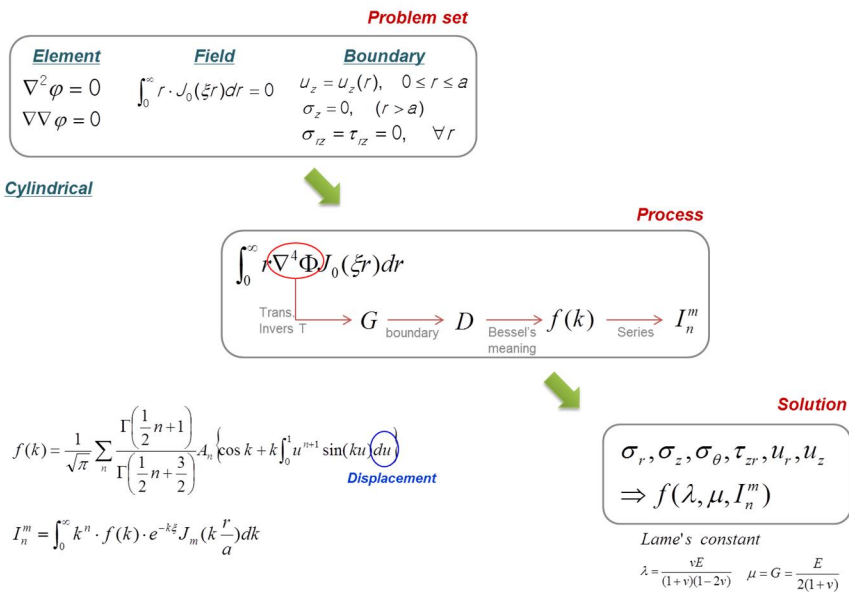 Problem set
Element Field Boundary
∇²φ = 0
∇∇φ = 0
∫₀^∞ r · J₀(ξr)dr = 0
u_z = u_z(r), 0 ≤ r ≤ a
σ_z = 0, (r > a)
σ_rz = τ_rz = 0, ∀r
Cylindrical
Process
∫₀^∞ r∇⁴ΦJ₀(ξr)dr
Trans.
Invers T
G
boundary
D
Bessel's
meaning
f(k)
Series
I_n^m
f(k) = 1/√π ∑_n Γ(1/2 n + 1)/Γ(1/2 n + 3/2) A_n {cos k + k∫₀¹ u^(n+1) sin(ku)du}
Displacement
I_n^m = ∫₀^∞ k^n · f(k) · e^(−kξ) J_m(k r/a)dk
Solution
σ_r, σ_z, σ_θ, τ_zr, u_r, u_z
⇒ f(λ, μ, I_n^m)
Lame's constant
λ = vE/(1+v)(1−2v) μ = G = E/2(1+v)